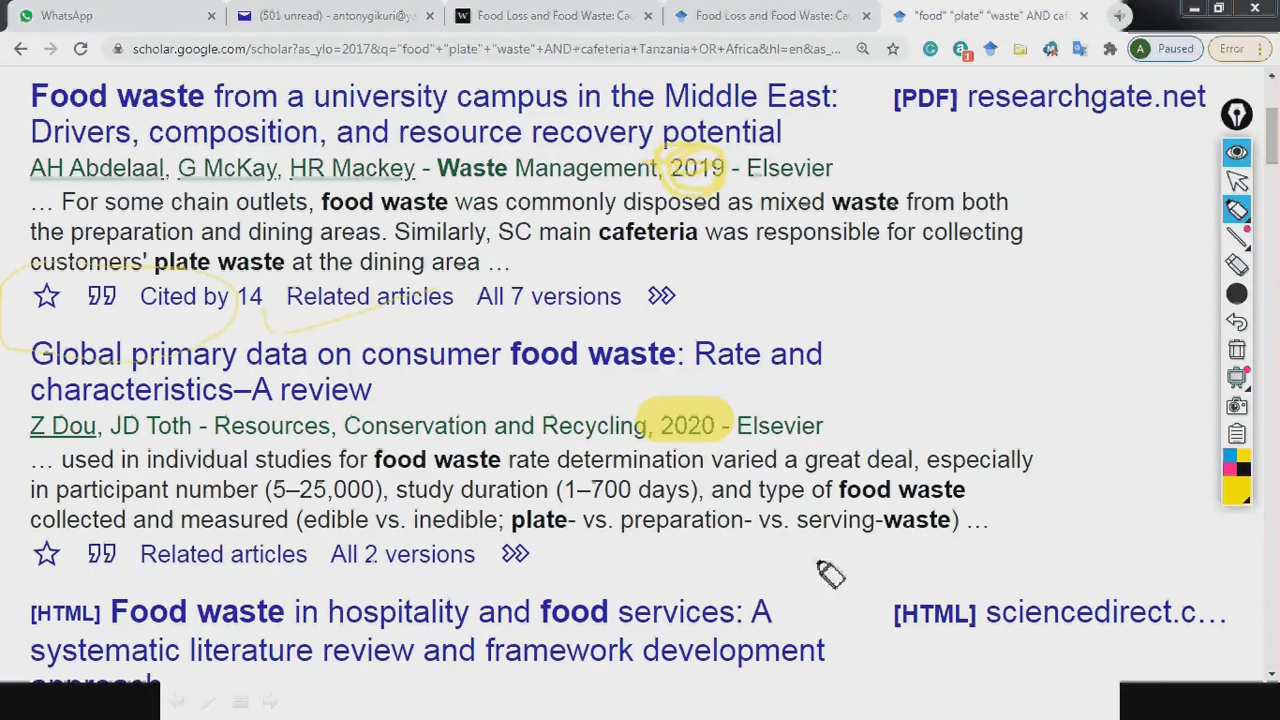 WhatsApp
(501 unread) - antonygikuri@ya
Food Loss and Food Waste: Cau
Food Loss and Food Waste: Cau
"food" "plate" "waste" AND cafe
scholar.google.com/scholar?as_ylo=2017&q="food"+"plate"+"waste"+AND+cafeteria+Tanzania+OR+Africa&hl=en&as_...
1
A Paused
Error
Food waste from a university campus in the Middle East: [PDF] researchgate.net
Drivers, composition, and resource recovery potential
AH Abdelaal, G McKay, HR Mackey - Waste Management, 2019 - Elsevier
... For some chain outlets, food waste was commonly disposed as mixed waste from both
the preparation and dining areas. Similarly, SC main cafeteria was responsible for collecting
customers' plate waste at the dining area ...
Cited by 14 Related articles All 7 versions
Global primary data on consumer food waste: Rate and
characteristics–A review
Z Dou, JD Toth - Resources, Conservation and Recycling, 2020 - Elsevier
... used in individual studies for food waste rate determination varied a great deal, especially
in participant number (5–25,000), study duration (1–700 days), and type of food waste
collected and measured (edible vs. inedible; plate- vs. preparation- vs. serving-waste) ...
Related articles All 2 versions
[HTML] Food waste in hospitality and food services: A [HTML] sciencedirect.c...
systematic literature review and framework development
approach